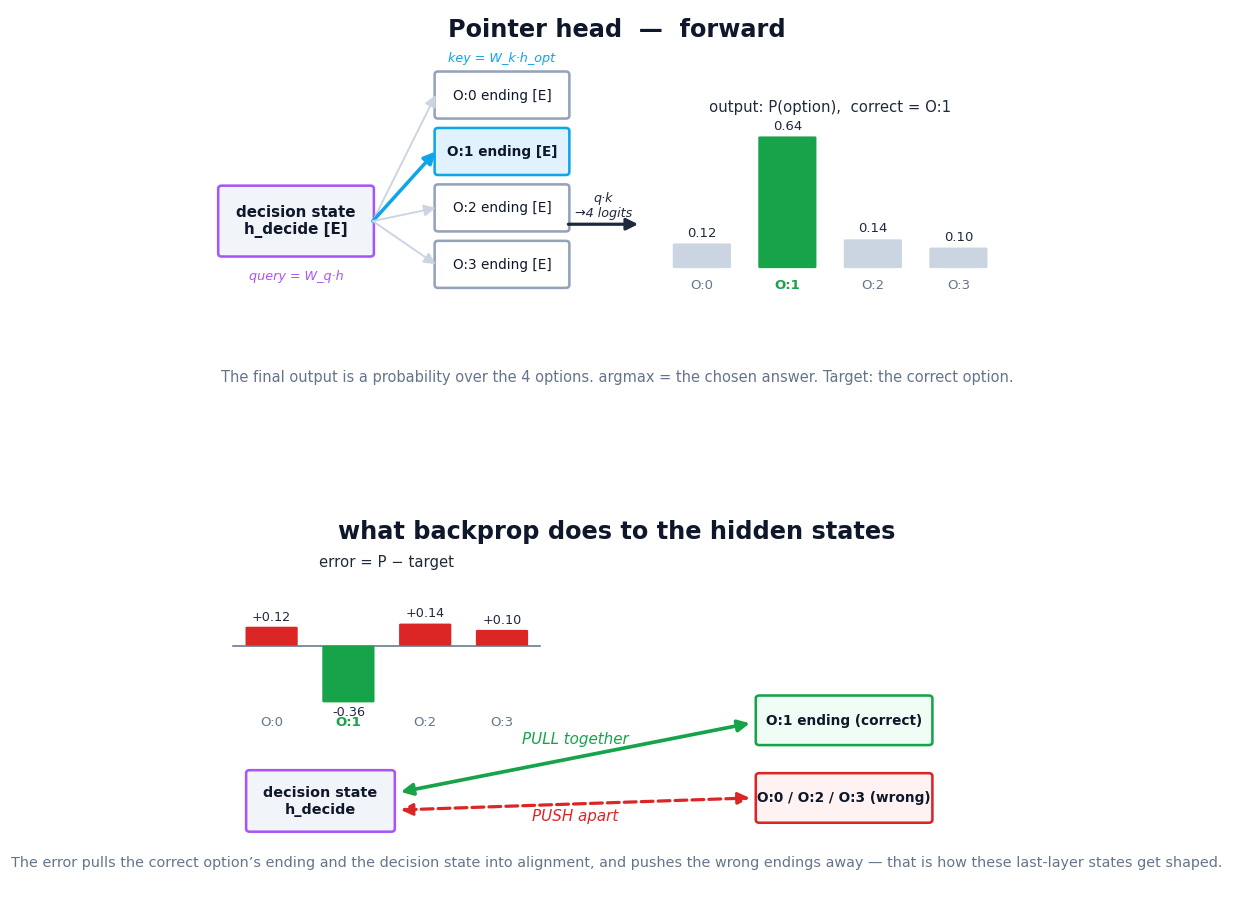 Pointer head — forward
key = W_k·h_opt
O:0 ending [E]
output: P(option), correct = O:1
0.64
O:1 ending [E]
decision state
h_decide [E]
O:2 ending [E]
q·k
→4 logits
0.12
0.14
0.10
O:3 ending [E]
query = W_q·h
O:0
O:1
O:2
O:3
The final output is a probability over the 4 options. argmax = the chosen answer. Target: the correct option.
what backprop does to the hidden states
error = P − target
+0.12
+0.14
+0.10
-0.36
O:0
O:1
O:2
O:3
O:1 ending (correct)
PULL together
decision state
h_decide
O:0 / O:2 / O:3 (wrong)
PUSH apart
The error pulls the correct option’s ending and the decision state into alignment, and pushes the wrong endings away — that is how these last-layer states get shaped.